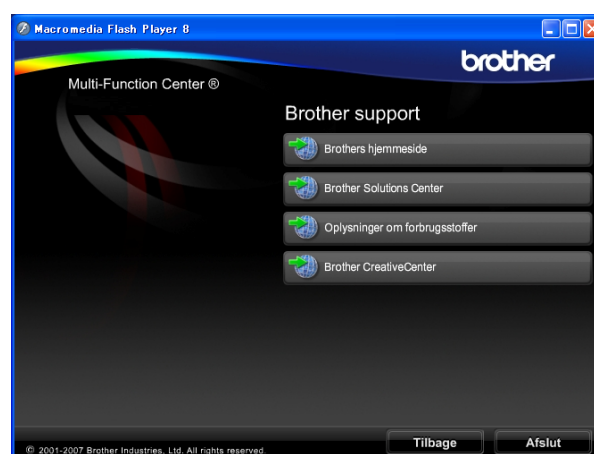 Macromedia Flash Player 8
brother
Multi-Function Center ®
Brother support
Brothers hjemmeside
Brother Solutions Center
Oplysninger om forbrugsstoffer
Brother CreativeCenter
Tilbage
Afslut
© 2001-2007 Brother Industries, Ltd. All rights reserved.